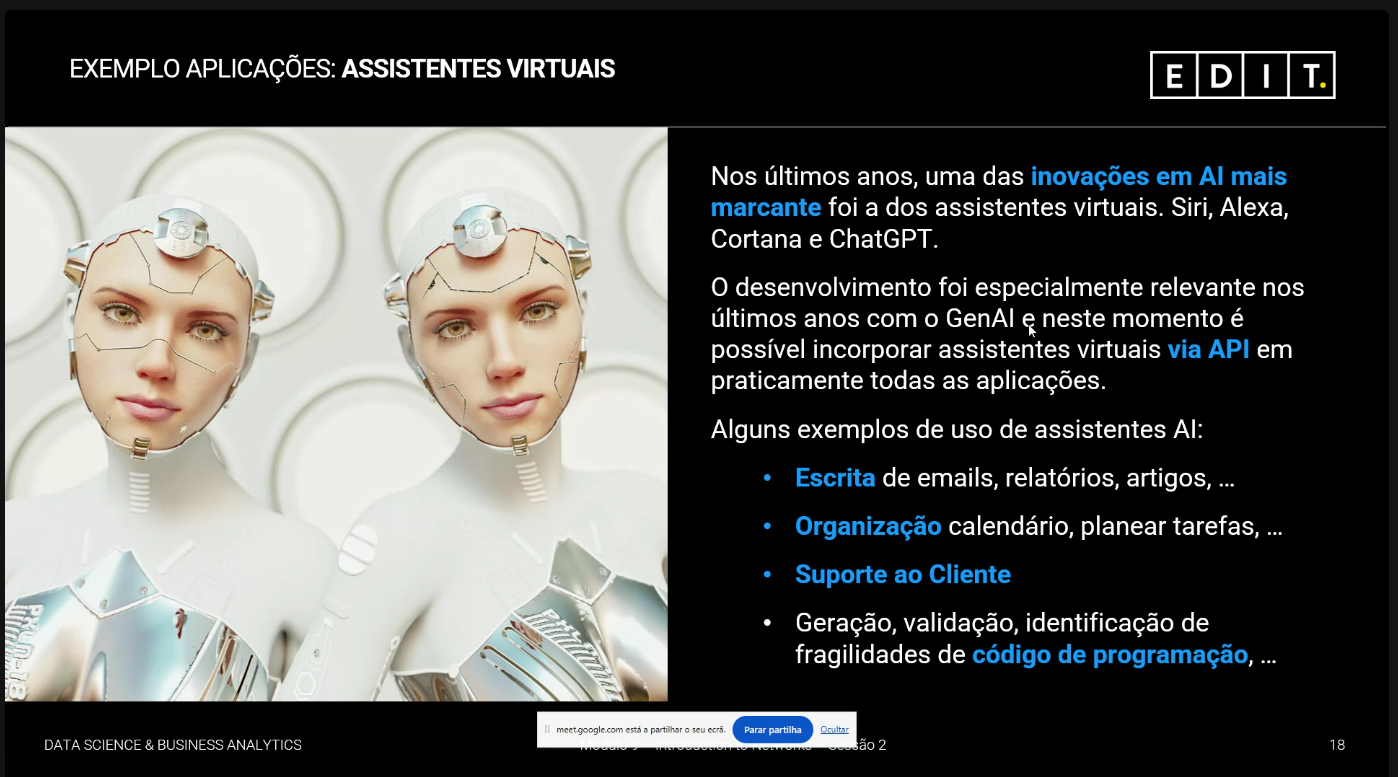 EXEMPLO APLICAÇÕES: ASSISTENTES VIRTUAIS
EDIT.
Nos últimos anos, uma das inovações em AI mais
marcante foi a dos assistentes virtuais. Siri, Alexa,
Cortana e ChatGPT.
O desenvolvimento foi especialmente relevante nos
últimos anos com o GenAI e neste momento é
possível incorporar assistentes virtuais via API em
praticamente todas as aplicações.
Alguns exemplos de uso de assistentes AI:
• Escrita de emails, relatórios, artigos, …
• Organização calendário, planear tarefas, …
• Suporte ao Cliente
• Geração, validação, identificação de
fragilidades de código de programação, …
meet.google.com está a partilhar o seu ecrã. Parar partilha Ocultar
DATA SCIENCE & BUSINESS ANALYTICS
Introduction to Networks Sessão 2
18